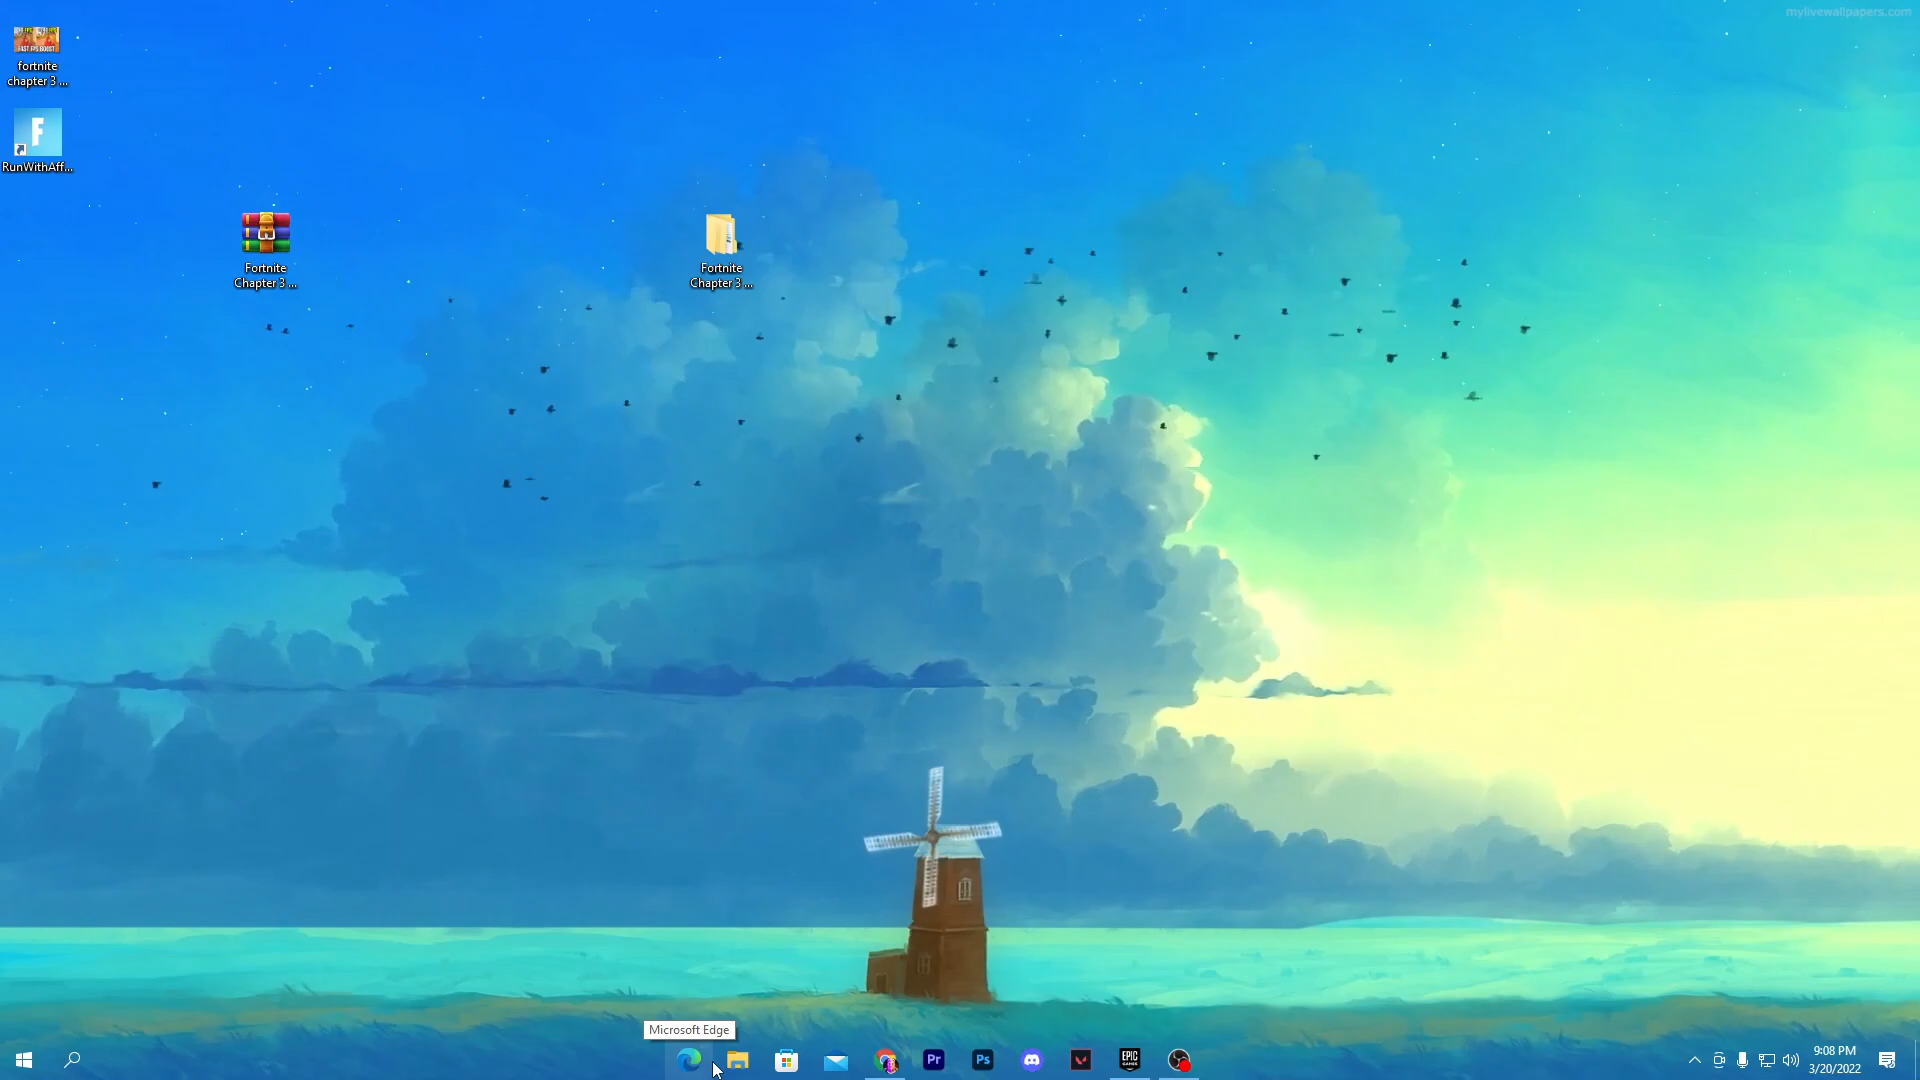 mylivewallpapers.com
fortnite
chapter 3 ...
F
RunWithAff...
Fortnite
Chapter 3 ...
Fortnite
Chapter 3 ...
Microsoft Edge
Pr
Ps
EPIC
GAMES
9:08 PM
3/20/2022